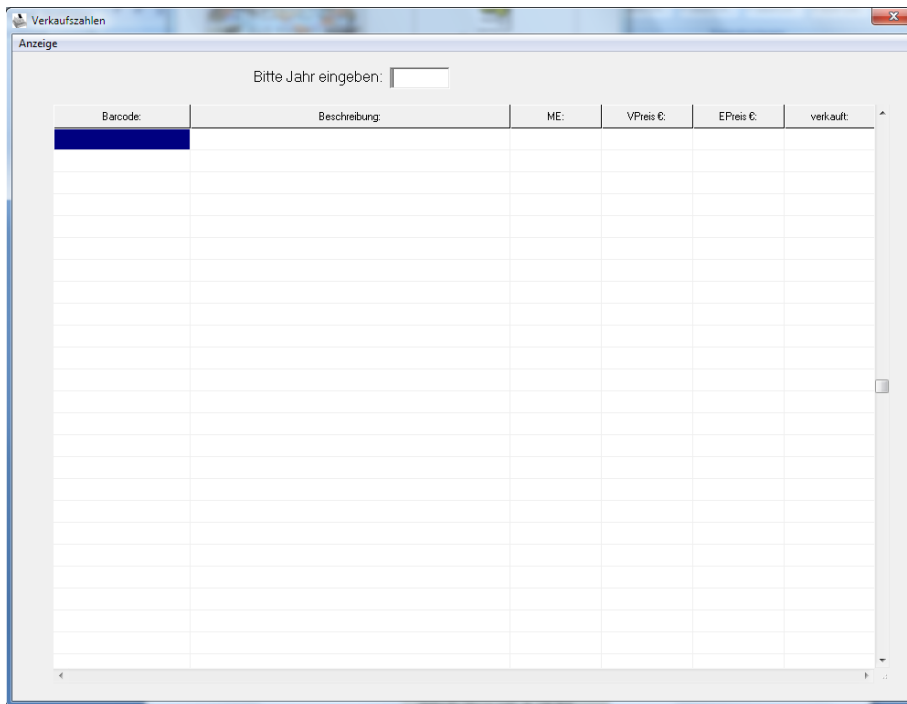 Verkaufszahlen
Anzeige
Bitte Jahr eingeben:
Barcode: Beschreibung: ME: VPreis €: EPreis €: verkauft: